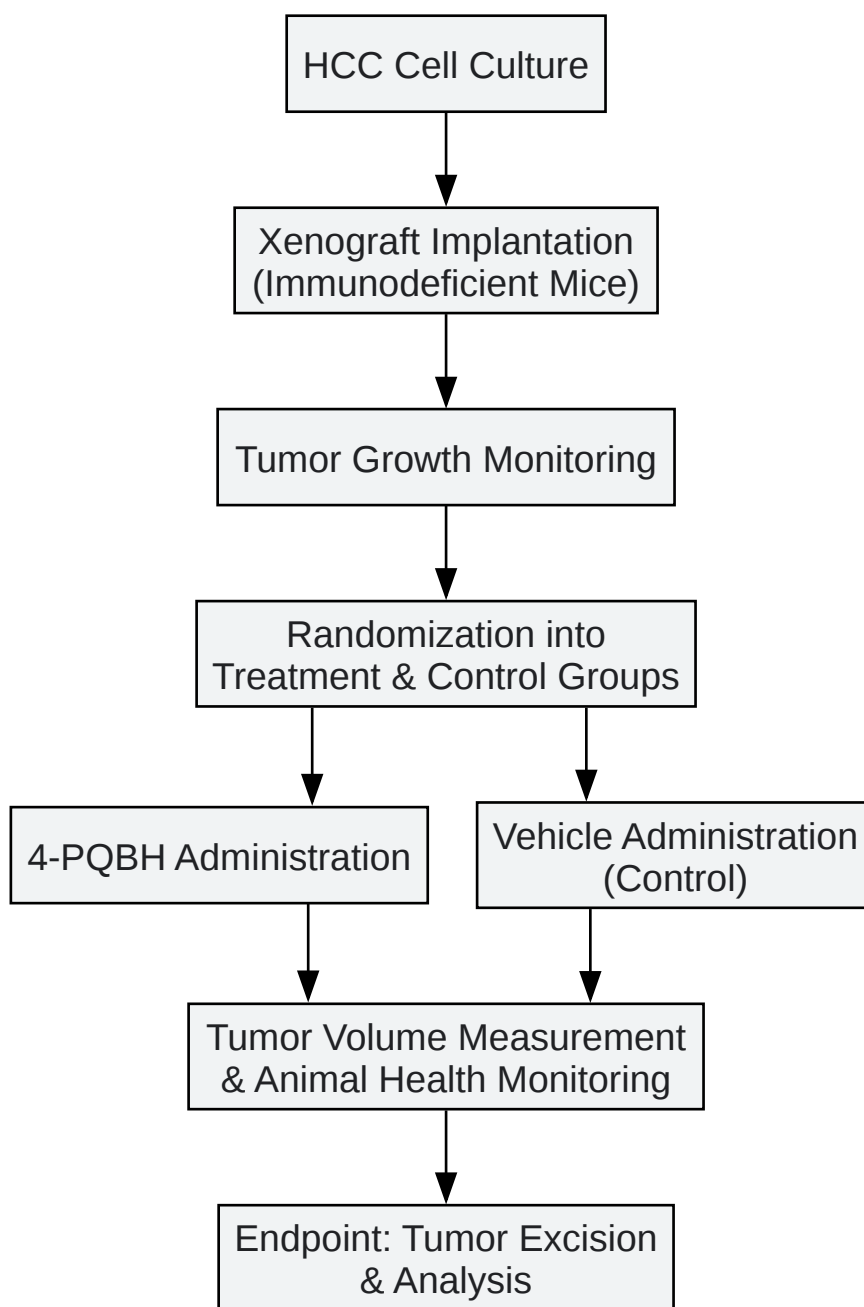 HCC Cell Culture
Xenograft Implantation
(Immunodeficient Mice)
Tumor Growth Monitoring
Randomization into
Treatment & Control Groups
4-PQBH Administration
Vehicle Administration
(Control)
Tumor Volume Measurement
& Animal Health Monitoring
Endpoint: Tumor Excision
& Analysis